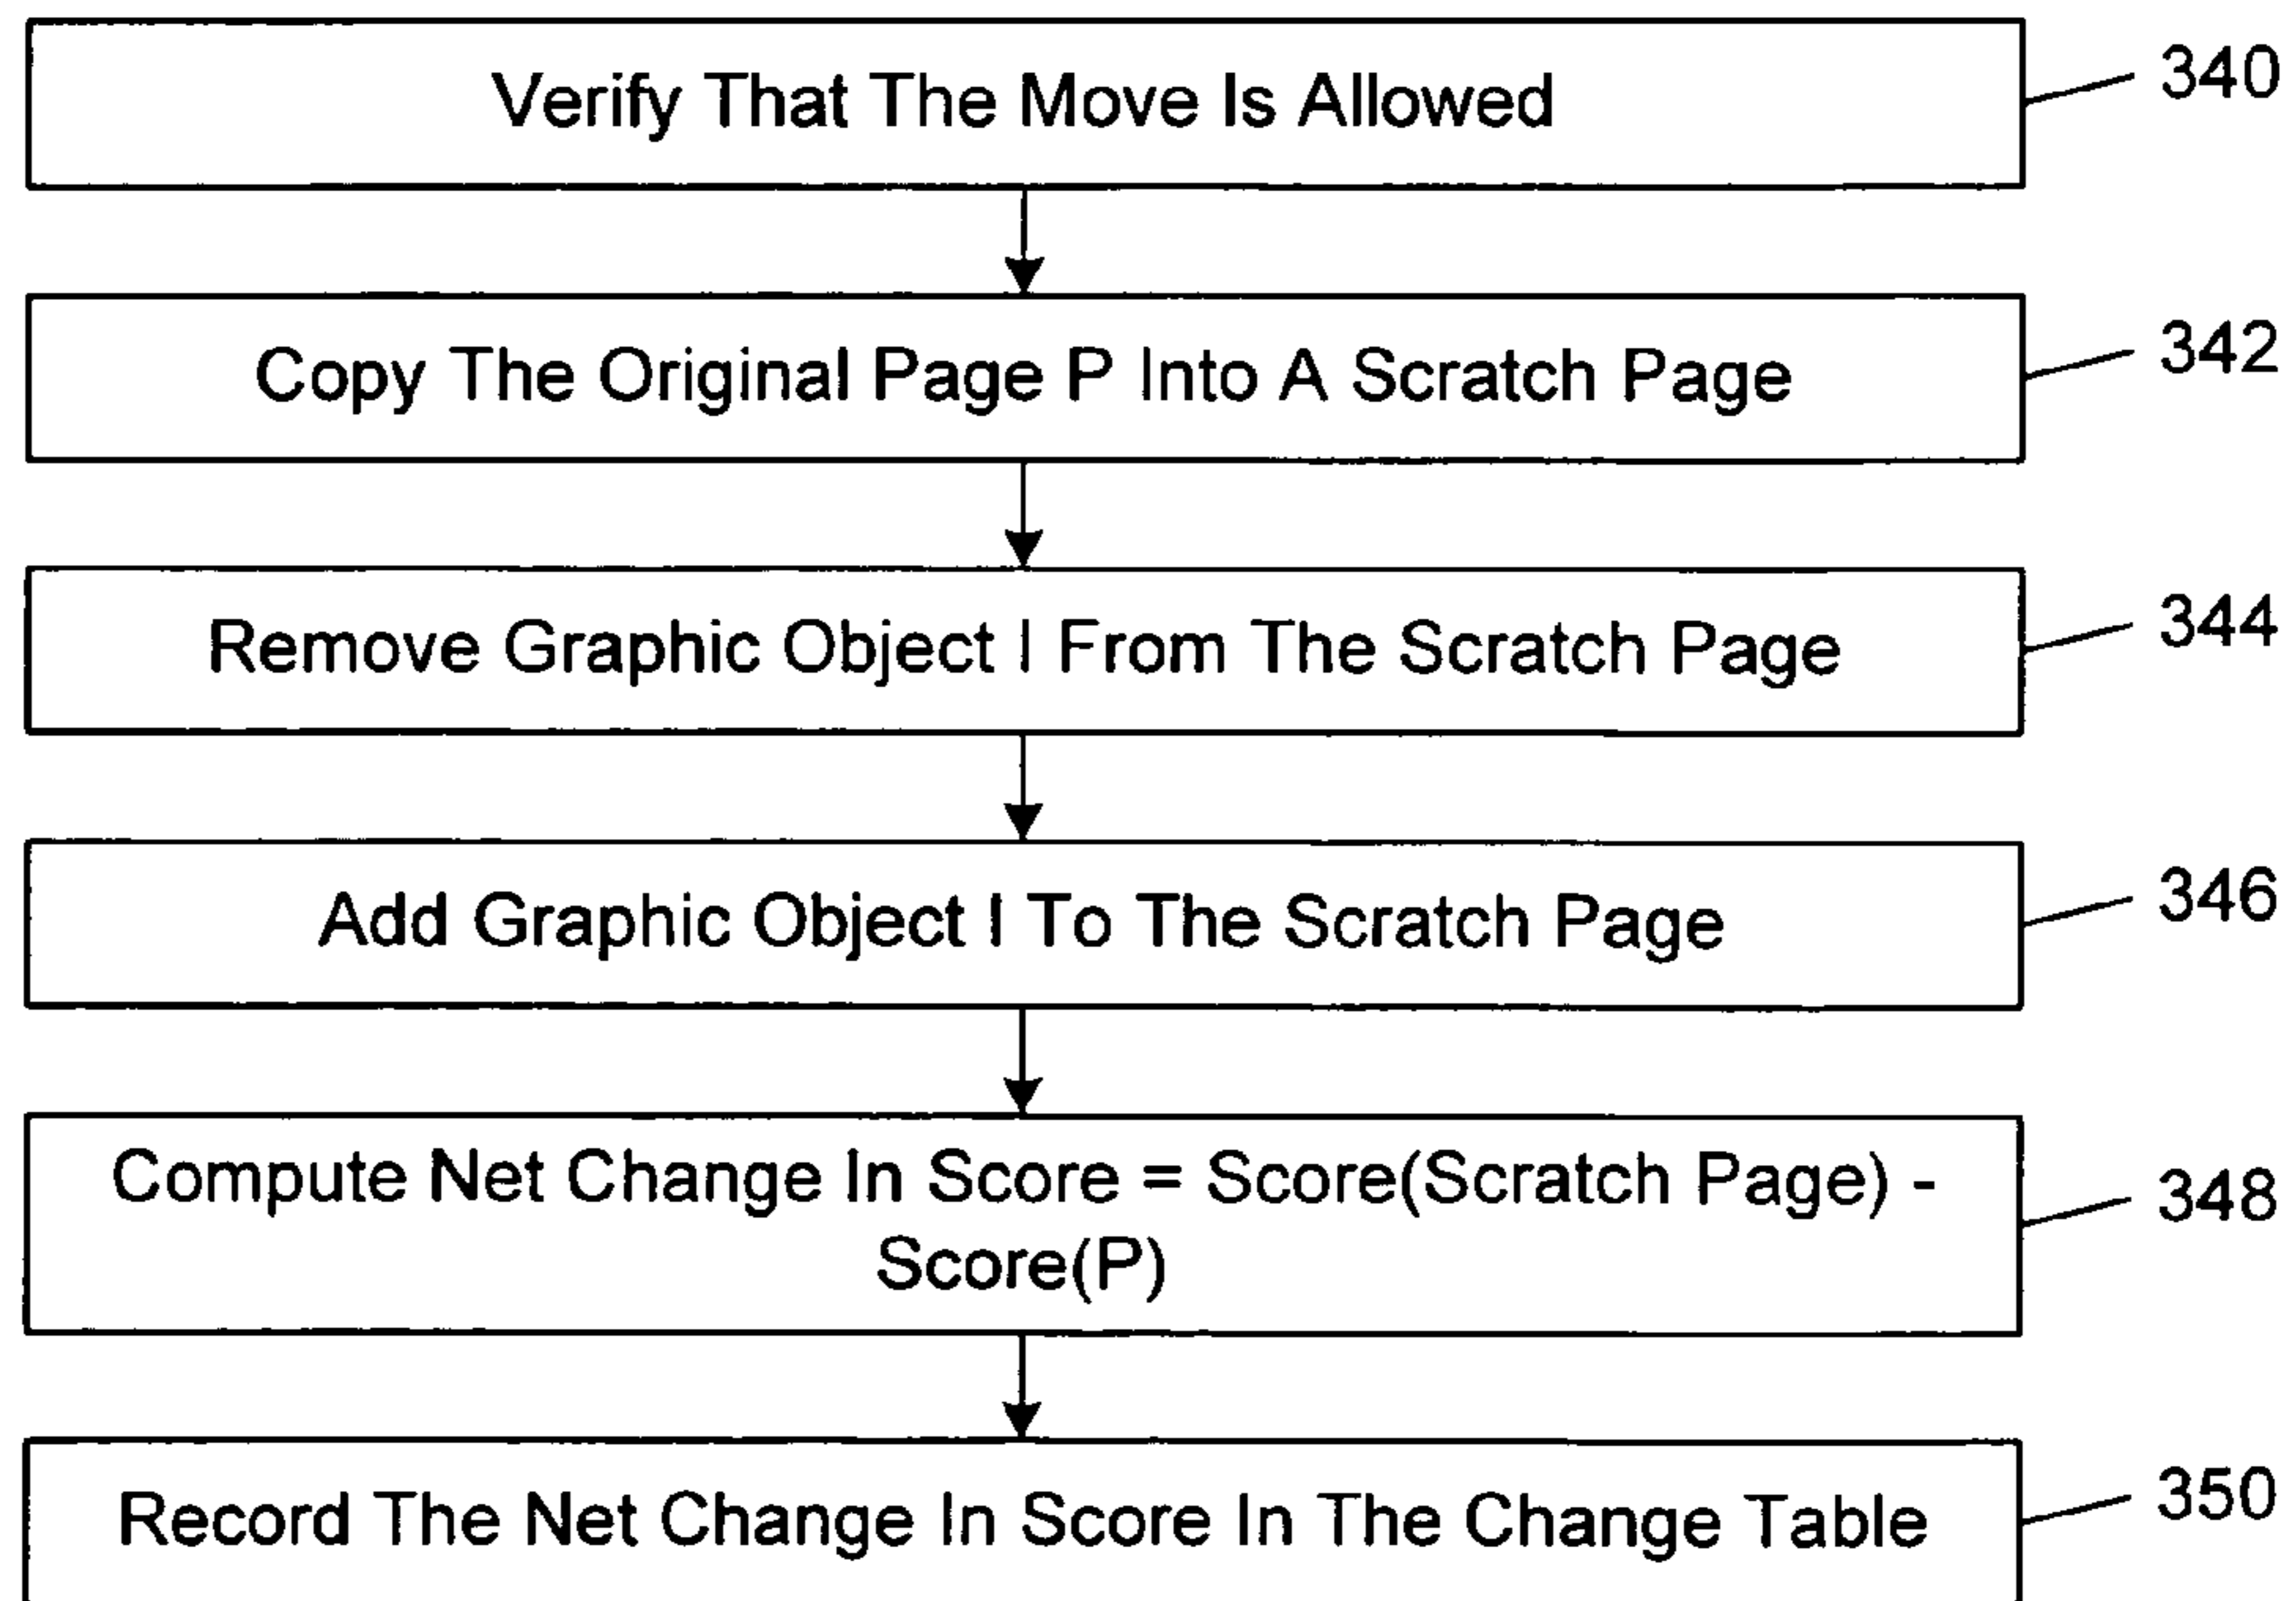 Verify That The Move Is Allowed
340
Copy The Original Page P Into A Scratch Page
342
Remove Graphic Object I From The Scratch Page
344
Add Graphic Object I To The Scratch Page
346
Compute Net Change In Score = Score(Scratch Page) -
Score(P)
348
Record The Net Change In Score In The Change Table
350